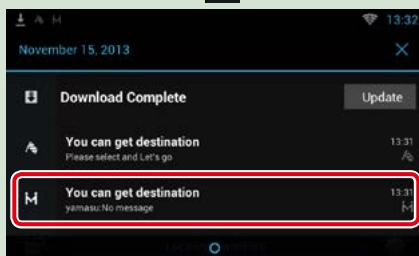 13:32
November 15, 2013
Download Complete
Update
You can get destination
13:31
Please select and Let's go
You can get destination
13:31
yamasu:No message